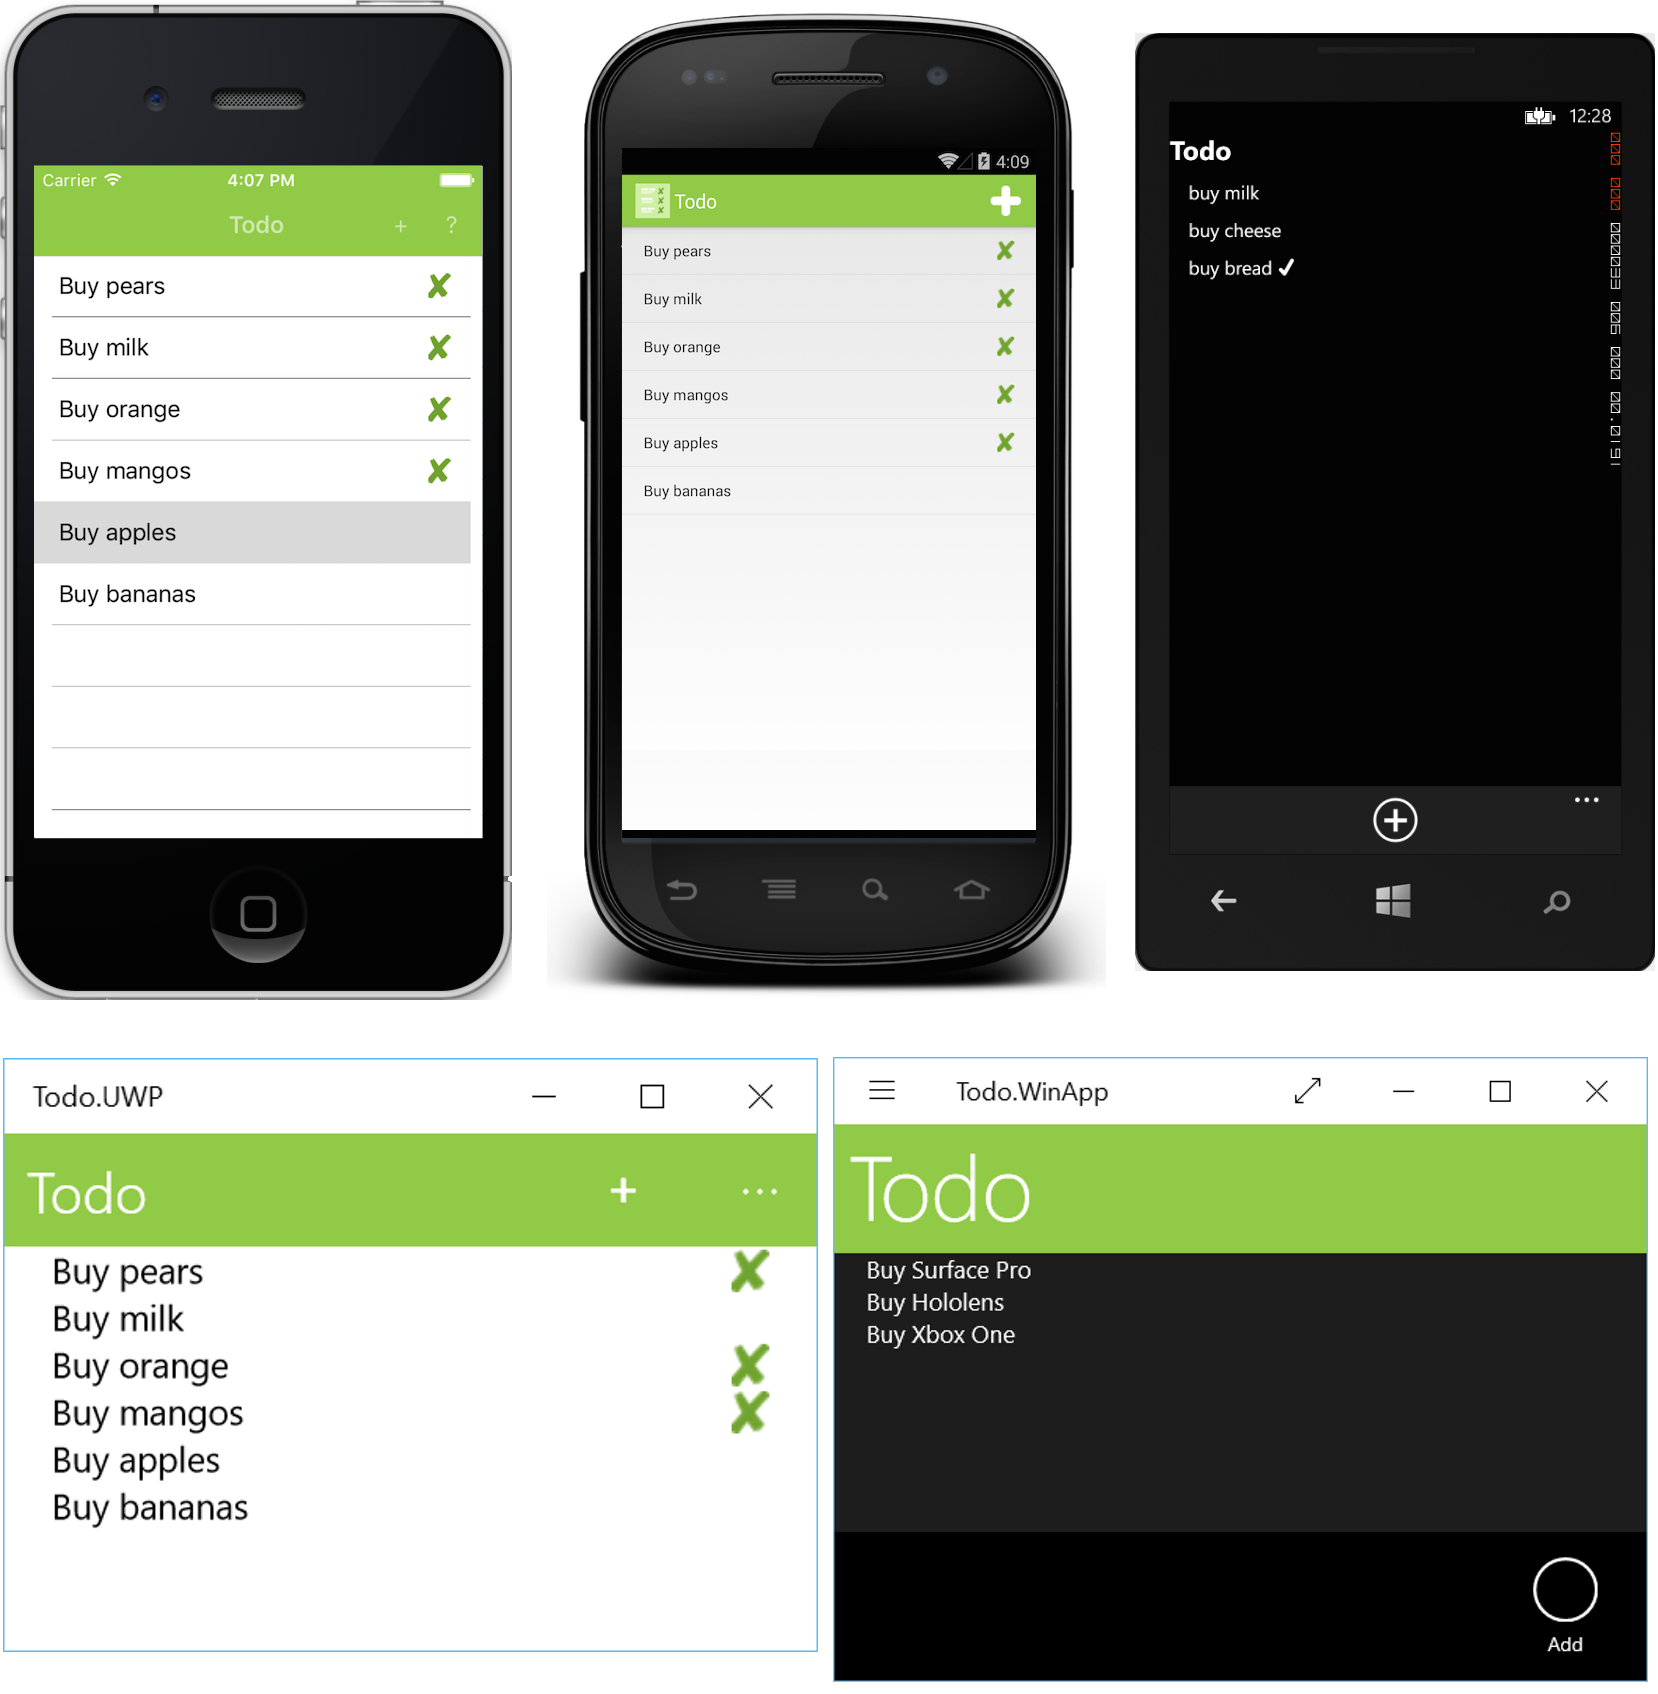 Carrier 4:07 PM
Todo + ?
Buy pears
Buy milk
Buy orange
Buy mangos
Buy apples
Buy bananas
4:09
Todo
Buy pears
Buy milk
Buy orange
Buy mangos
Buy apples
Buy bananas
12:28
Todo
buy milk
buy cheese
buy bread
Todo.UWP
Todo + ...
Buy pears
Buy milk
Buy orange
Buy mangos
Buy apples
Buy bananas
Todo.WinApp
Todo
Buy Surface Pro
Buy Hololens
Buy Xbox One
Add